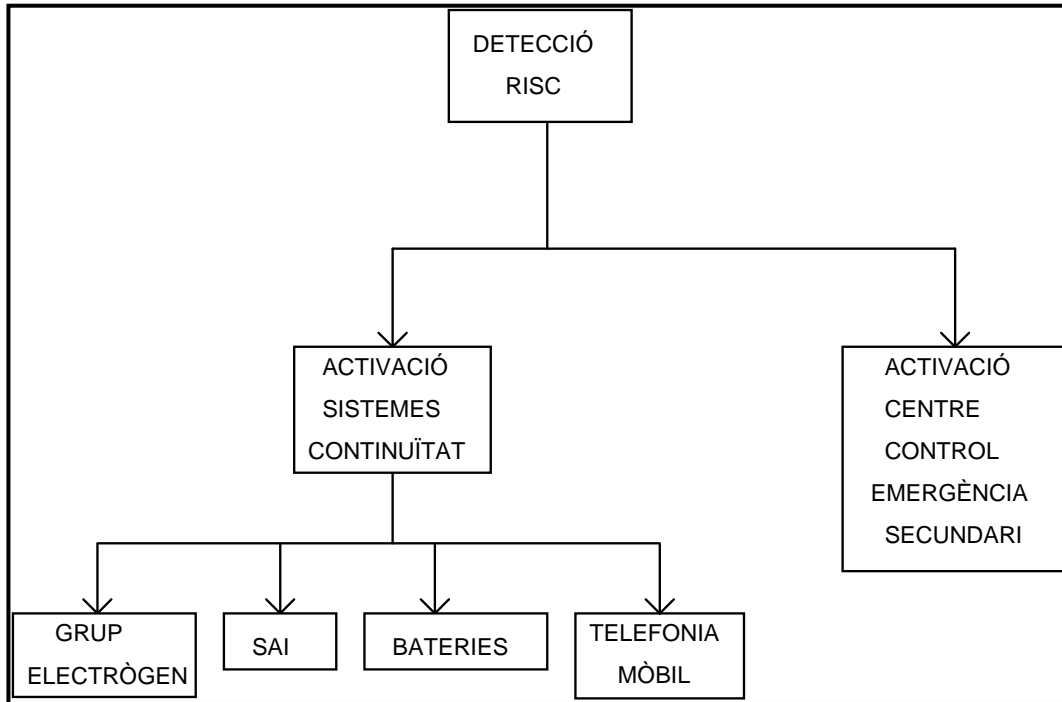 DETECCIÓ
RISC
ACTIVACIÓ
SISTEMES
CONTINUÏTAT
ACTIVACIÓ
CENTRE
CONTROL
EMERGÈNCIA
SECUNDARI
GRUP
ELECTRÒGEN
SAI
BATERIES
TELEFONIA
MÒBIL